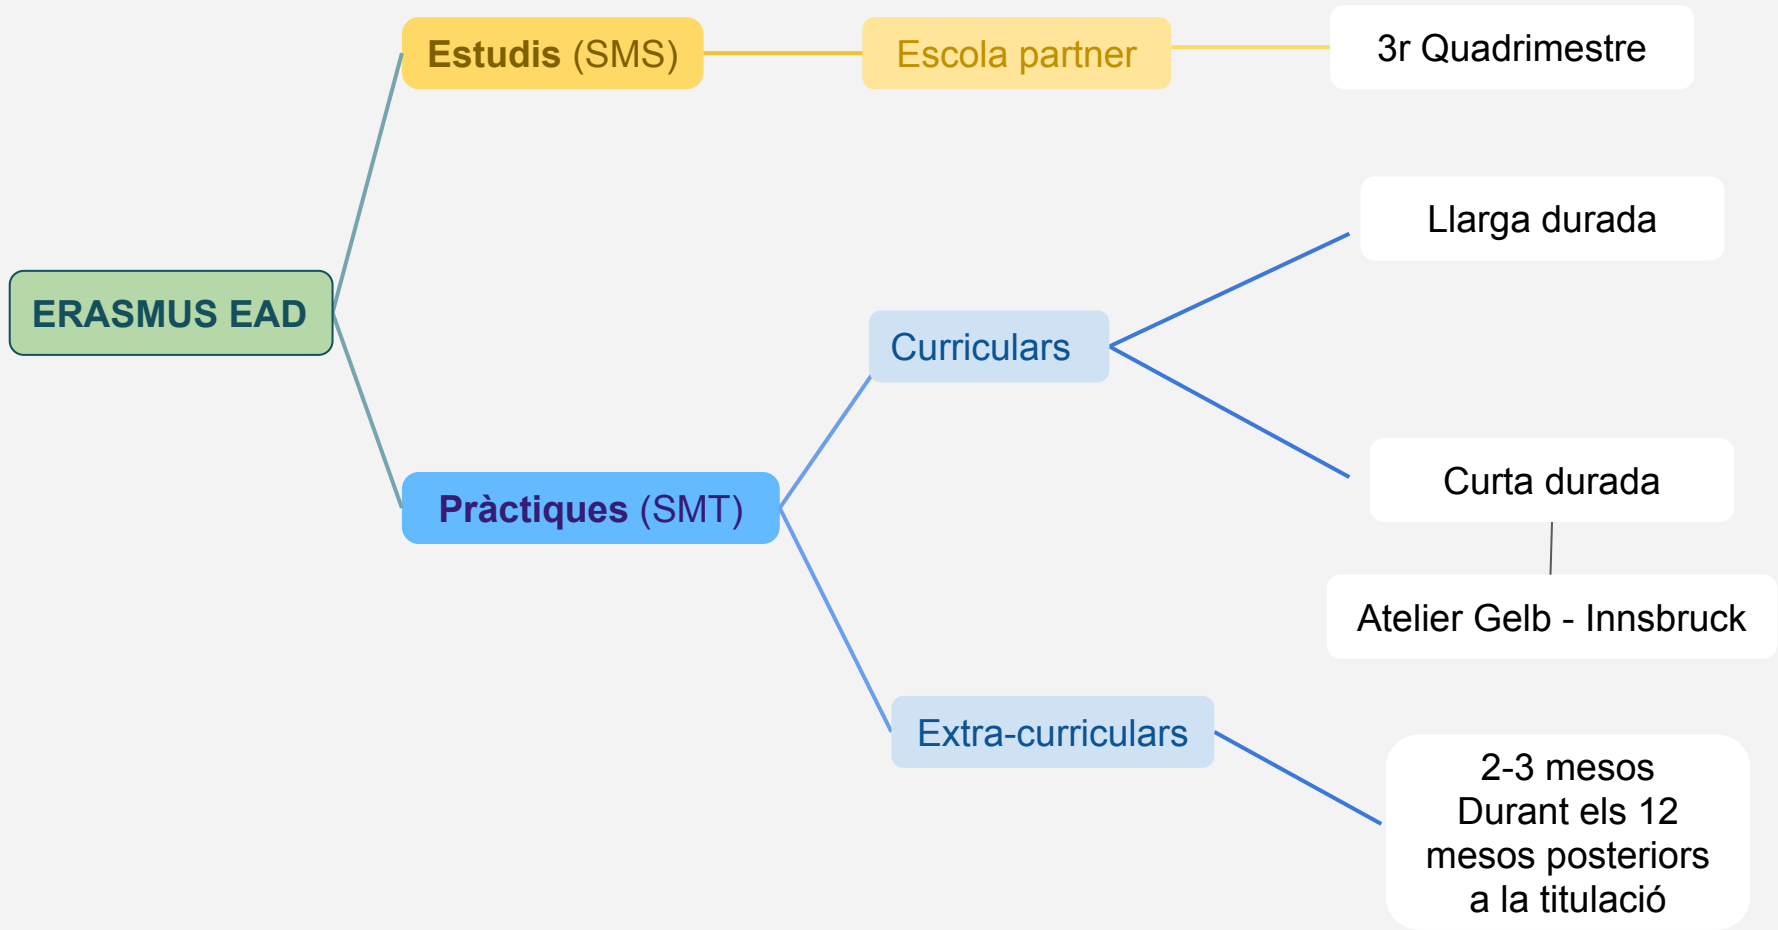 Estudis (SMS)
Escola partner
3r Quadrimestre
Llarga durada
ERASMUS EAD
Curriculars
Curta durada
Pràctiques (SMT)
Atelier Gelb - Innsbruck
Extra-curriculars
2-3 mesos
Durant els 12
mesos posteriors
a la titulació